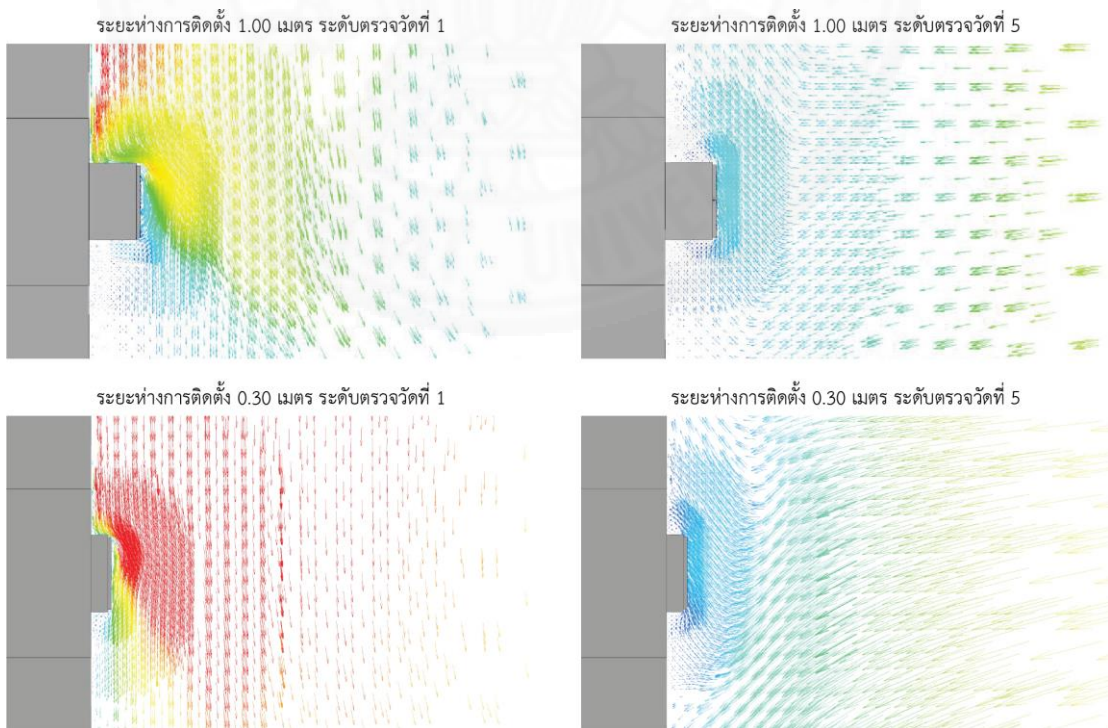 ระยะห่างการติดตั้ง 1.00 เมตร ระดับตรวจวัดที่ 1
ระยะห่างการติดตั้ง 1.00 เมตร ระดับตรวจวัดที่ 5
ระยะห่างการติดตั้ง 0.30 เมตร ระดับตรวจวัดที่ 1
ระยะห่างการติดตั้ง 0.30 เมตร ระดับตรวจวัดที่ 5